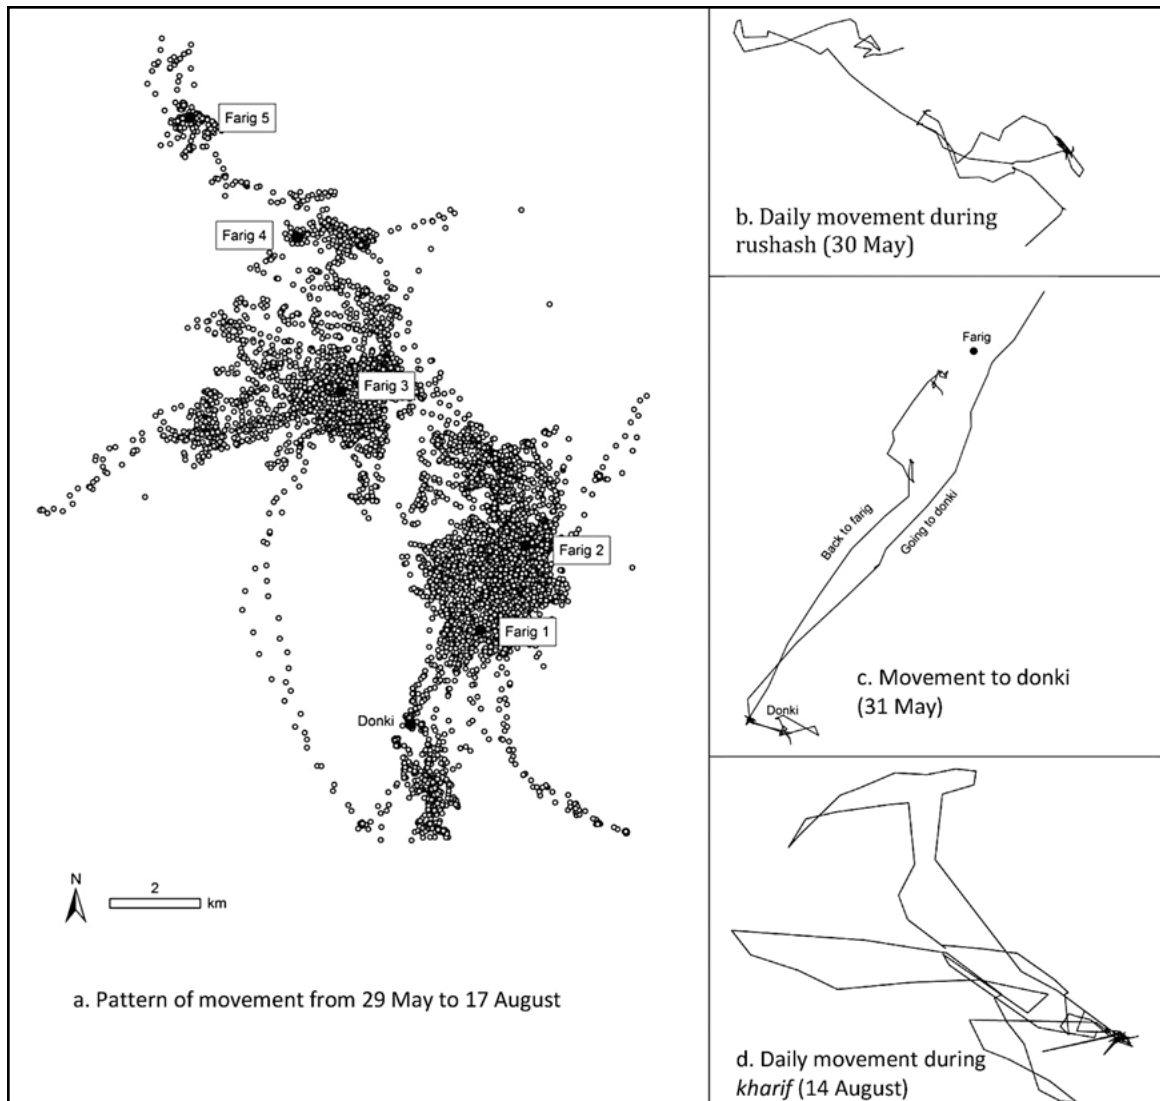 Farig 5
Farig 4
Farig 3
Farig 2
Farig 1
Donki
N
2
km
a. Pattern of movement from 29 May to 17 August
b. Daily movement during
rushash (30 May)
Farig
Back to farig
Going to donki
c. Movement to donki
(31 May)
Donki
d. Daily movement during
kharif (14 August)